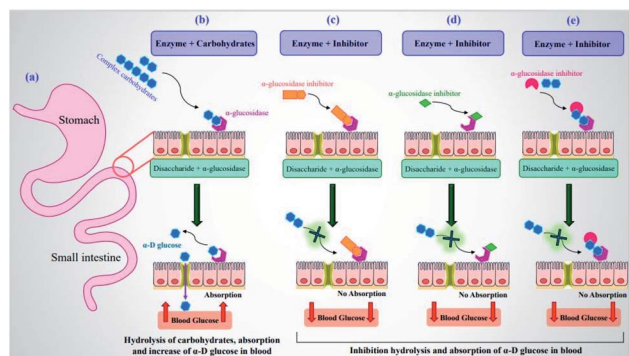 (a)
Stomach
Small intestine
(b)
Enzyme + Carbohydrates
Complex carbohydrates
α-glucosidase
Disaccharide + α-glucosidase
α-D glucose
Absorption
Blood Glucose
Hydrolysis of carbohydrates, absorption
and increase of α-D glucose in blood
(c)
Enzyme + Inhibitor
α-glucosidase inhibitor
Disaccharide + α-glucosidase
No Absorption
Blood Glucose
(d)
Enzyme + Inhibitor
α-glucosidase inhibitor
Disaccharide + α-glucosidase
No Absorption
Blood Glucose
(e)
Enzyme + Inhibitor
α-glucosidase inhibitor
Disaccharide + α-glucosidase
No Absorption
Blood Glucose
Inhibition hydrolysis and absorption of α-D glucose in blood